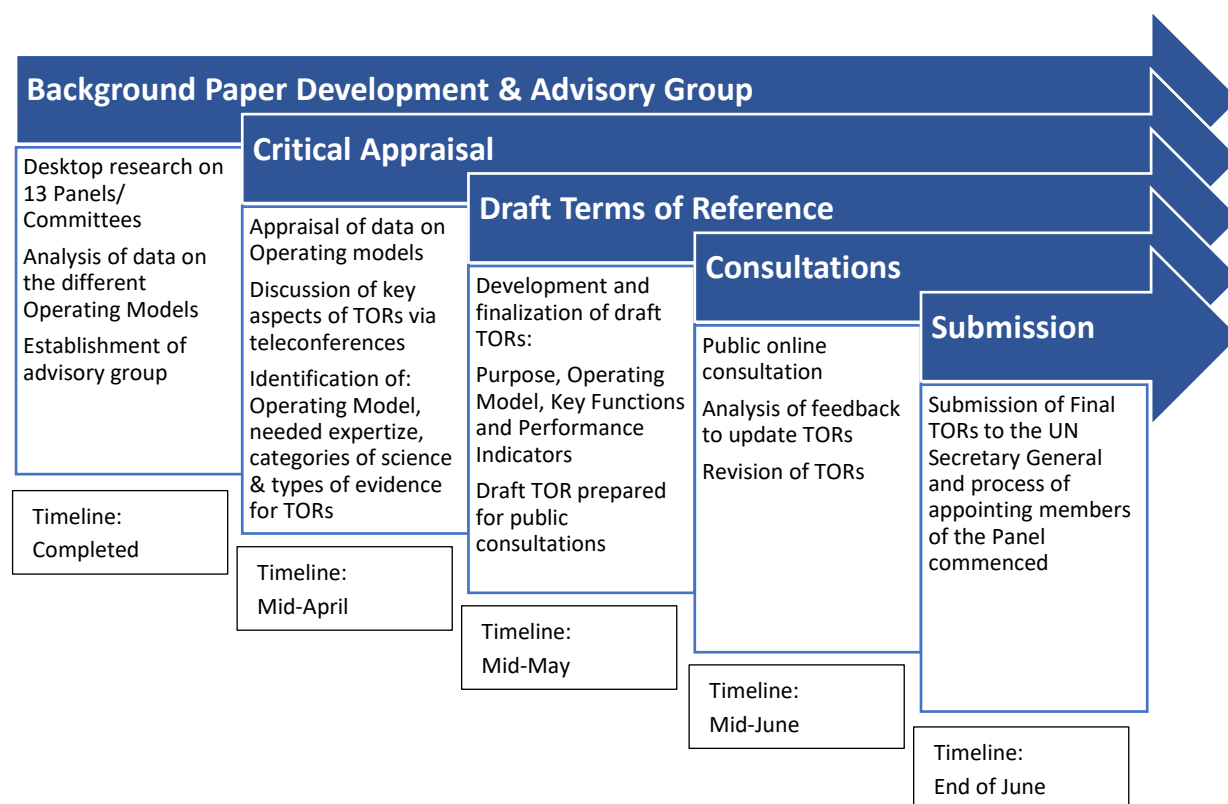 Background Paper Development & Advisory Group
Desktop research on
13 Panels/
Committees
Analysis of data on
the different
Operating Models
Establishment of
advisory group
Timeline:
Completed
Critical Appraisal
Appraisal of data on
Operating models
Discussion of key
aspects of TORs via
teleconferences
Identification of:
Operating Model,
needed expertize,
categories of science
& types of evidence
for TORs
Timeline:
Mid-April
Draft Terms of Reference
Development and
finalization of draft
TORs:
Purpose, Operating
Model, Key Functions
and Performance
Indicators
Draft TOR prepared
for public
consultations
Timeline:
Mid-May
Consultations
Public online
consultation
Analysis of feedback
to update TORs
Revision of TORs
Timeline:
Mid-June
Submission
Submission of Final
TORs to the UN
Secretary General
and process of
appointing members
of the Panel
commenced
Timeline:
End of June